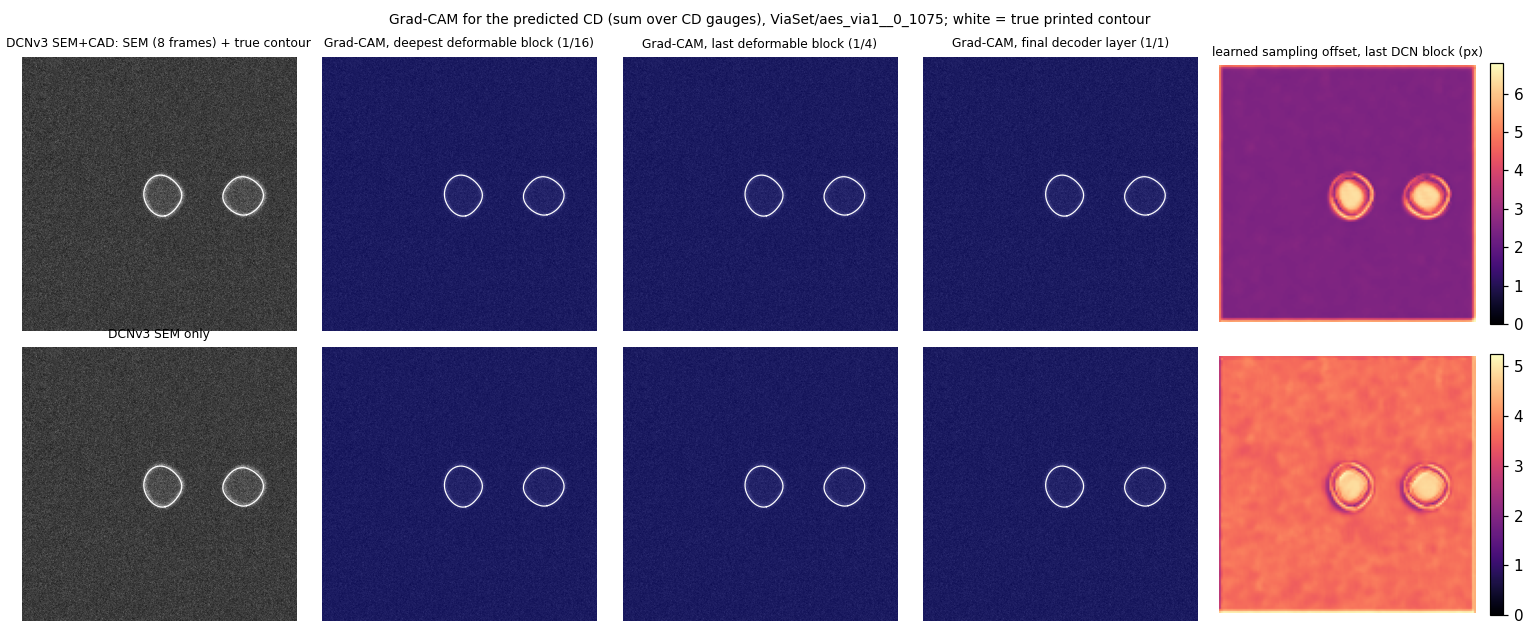 Grad-CAM for the predicted CD (sum over CD gauges), ViaSet/aes_via1__0_1075; white = true printed contour
DCNv3 SEM+CAD: SEM (8 frames) + true contour
Grad-CAM, deepest deformable block (1/16)
Grad-CAM, last deformable block (1/4)
Grad-CAM, final decoder layer (1/1)
learned sampling offset, last DCN block (px)
6
5
4
3
2
1
0
DCNv3 SEM only
5
4
3
2
1
0